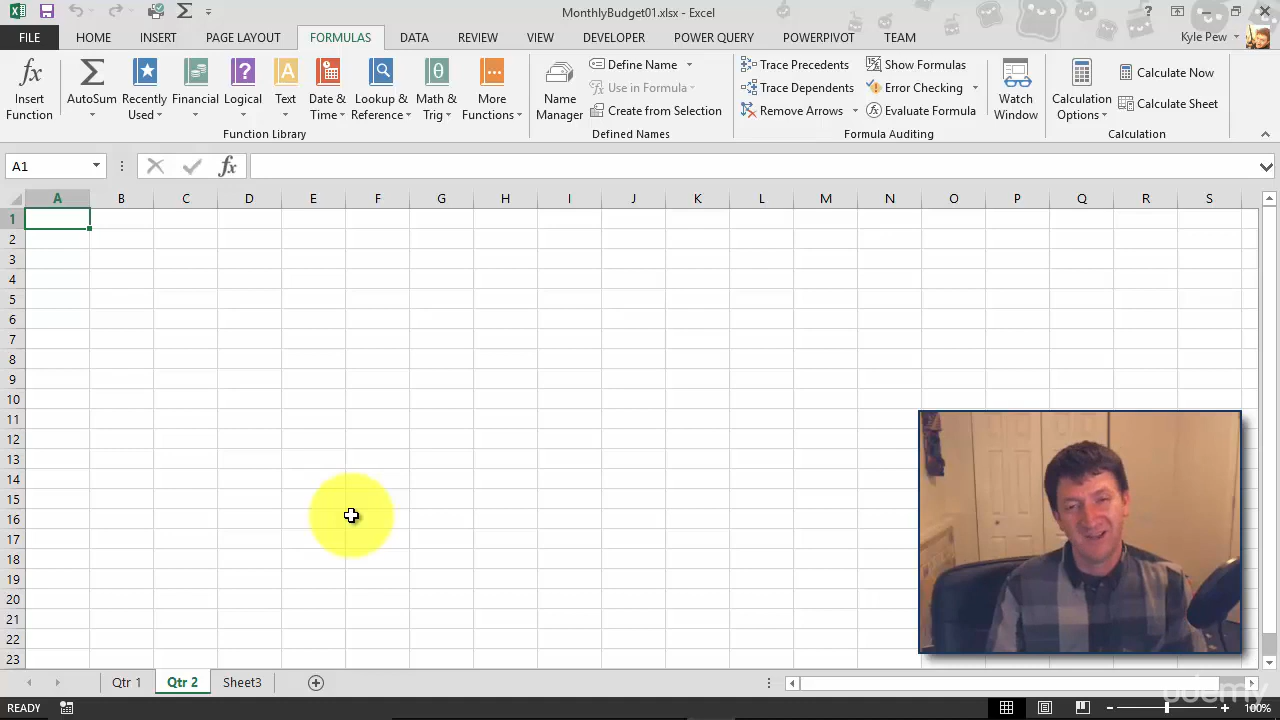 MonthlyBudget01.xlsx - Excel
?
FILE HOME INSERT PAGE LAYOUT FORMULAS DATA REVIEW VIEW DEVELOPER POWER QUERY POWERPIVOT TEAM Kyle Pew
Insert Function
AutoSum
Recently Used
Financial
Logical
Text
Date & Time
Lookup & Reference
Math & Trig
More Functions
Function Library
Name Manager
Define Name
Use in Formula
Create from Selection
Defined Names
Trace Precedents
Trace Dependents
Remove Arrows
Show Formulas
Error Checking
Evaluate Formula
Formula Auditing
Watch Window
Calculation Options
Calculate Now
Calculate Sheet
Calculation
A1
fx
A B C D E F G H I J K L M N O P Q R S
1
2
3
4
5
6
7
8
9
10
11
12
13
14
15
16
17
18
19
20
21
22
23
Qtr 1 Qtr 2 Sheet3
udemy
READY 100%